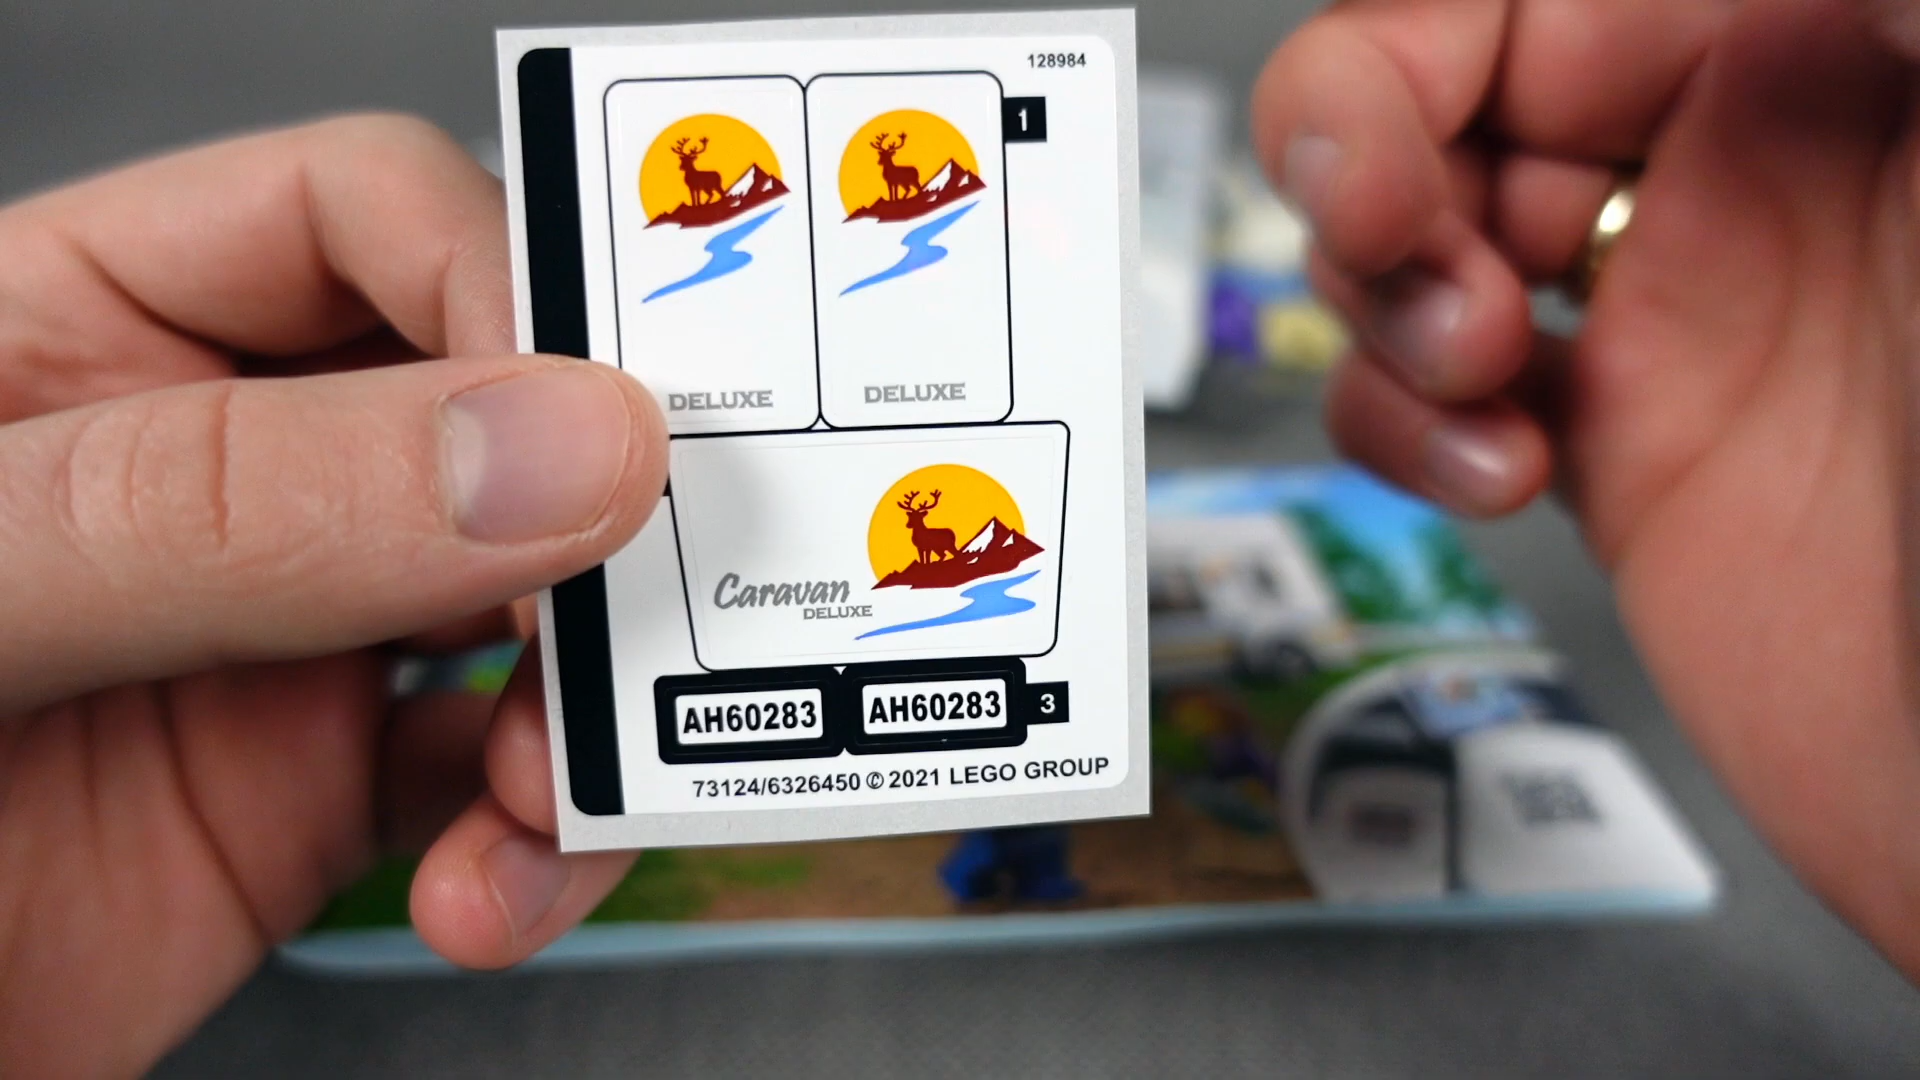 128984
1
DELUXE DELUXE
Caravan
DELUXE
AH60283 AH60283 3
73124/6326450 © 2021 LEGO GROUP